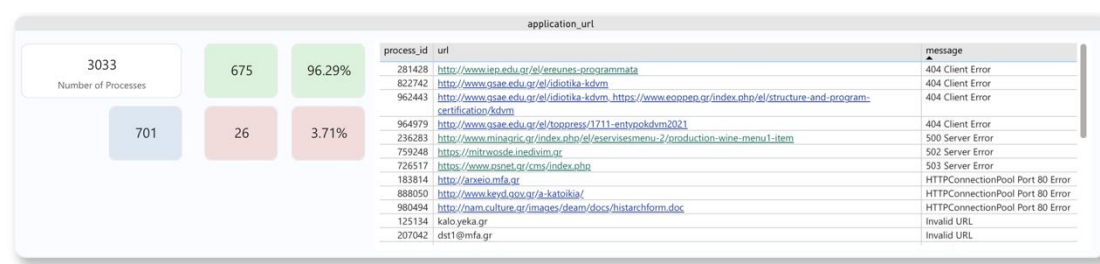 application_url
3033
Number of Processes
675
96.29%
701
26
3.71%
process_id url message
281428 http://www.iep.edu.gr/el/ereunes-programmata 404 Client Error
822742 http://www.gsae.edu.gr/el/idiotika-kdvm 404 Client Error
962443 http://www.gsae.edu.gr/el/idiotika-kdvm, https://www.eoppep.gr/index.php/el/structure-and-program- 404 Client Error
certification/kdvm
964979 http://www.gsae.edu.gr/el/toppress/1711-entypokdvm2021 404 Client Error
236283 http://www.minagric.gr/index.php/el/eservisesmenu-2/production-wine-menu1-item 500 Server Error
759248 https://mitrwosde.inedivim.gr 502 Server Error
726517 https://www.psnet.gr/cms/index.php 503 Server Error
183814 http://arxeio.mfa.gr HTTPConnectionPool Port 80 Error
888050 http://www.keyd.gov.gr/a-katoikia/ HTTPConnectionPool Port 80 Error
980494 http://nam.culture.gr/images/deam/docs/histarchform.doc HTTPConnectionPool Port 80 Error
125134 kalo.yeka.gr Invalid URL
207042 dst1@mfa.gr Invalid URL